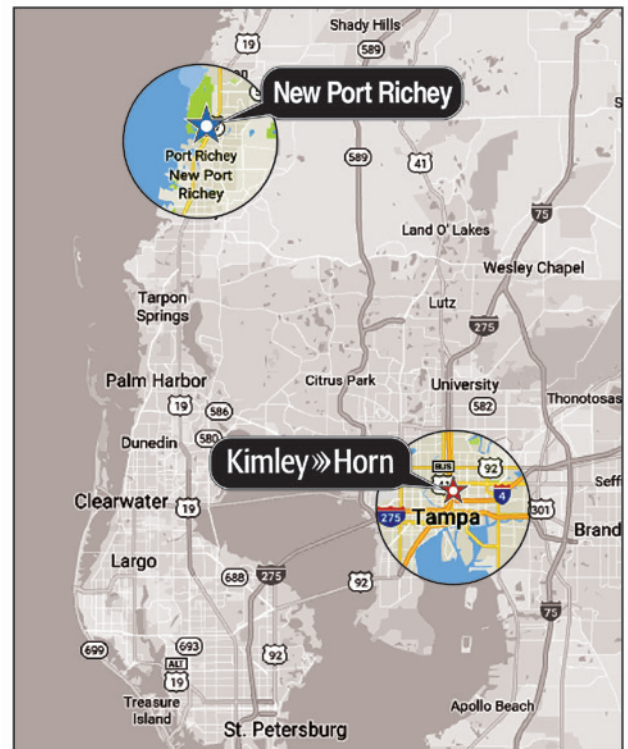 Shady Hills
19
589
New Port Richey
Port Richey
New Port
Richey
589
41
75
Land O' Lakes
Wesley Chapel
Tarpon
Springs
Lutz
275
Palm Harbor
Citrus Park
University
19
586
582
Thonotosas
Dunedin
580
Kimley»Horn
BUS
41
92
Seff
Clearwater
19
275
Tampa
4
301
Brand
Largo
688
275
92
75
699
693
92
ALT
19
Treasure
Island
Apollo Beach
St. Petersburg